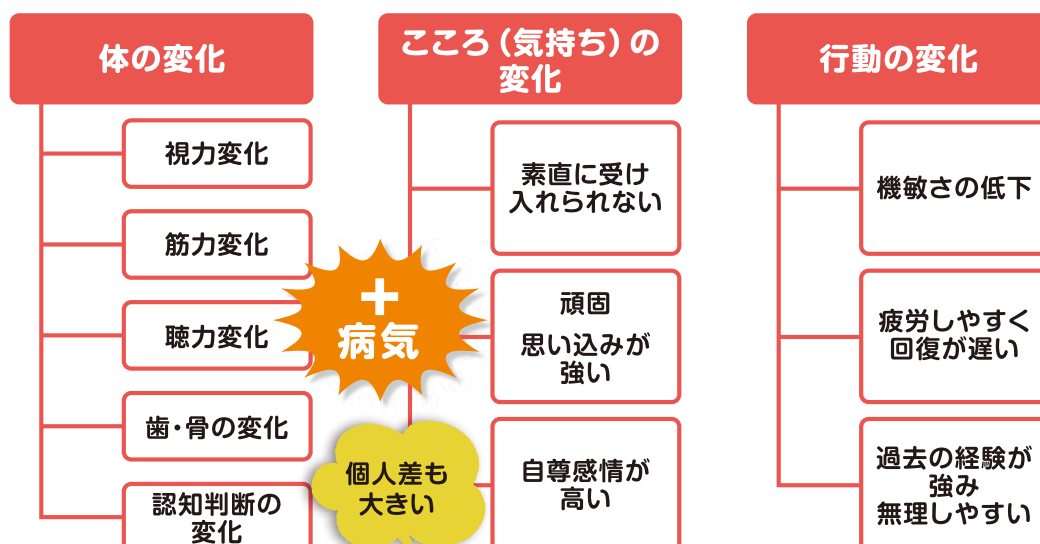 体の変化
視力変化
筋力変化
聴力変化
歯・骨の変化
認知判断の
変化
こころ（気持ち）の
変化
素直に受け
入れられない
頑固
思い込みが
強い
自尊感情が
高い
行動の変化
機敏さの低下
疲労しやすく
回復が遅い
過去の経験が
強み
無理しやすい
＋
病気
個人差も
大きい